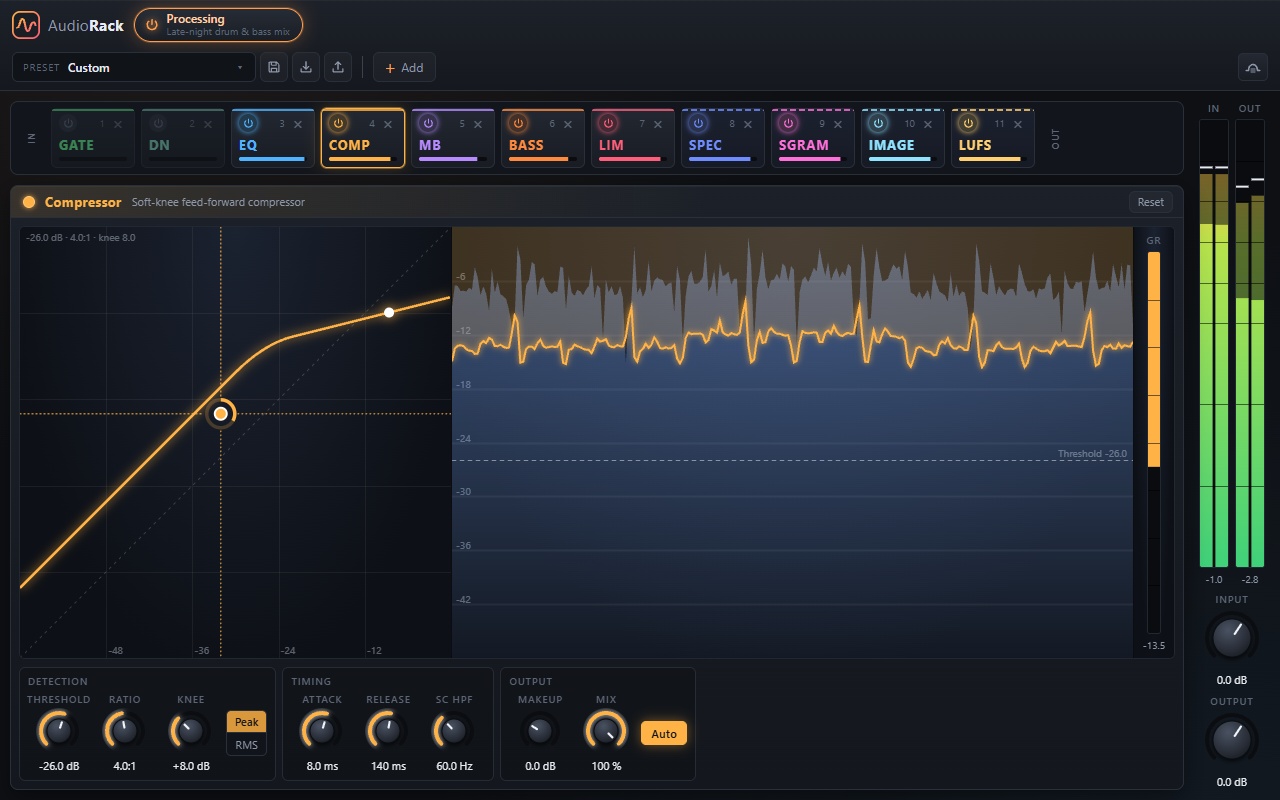 AudioRack
Processing
Late-night drum & bass mix
PRESET Custom
+ Add
IN
1
GATE
2
DN
3
EQ
4
COMP
5
MB
6
BASS
7
LIM
8
SPEC
9
SGRAM
10
IMAGE
11
LUFS
OUT
IN OUT
Compressor Soft-knee feed-forward compressor
Reset
-26.0 dB · 4.0:1 · knee 8.0
-48 -36 -24 -12
-6
-12
-18
-24
Threshold -26.0
-30
-36
-42
GR
-13.5
-1.0 -2.8
INPUT
0.0 dB
OUTPUT
0.0 dB
DETECTION
THRESHOLD RATIO KNEE
Peak
RMS
-26.0 dB 4.0:1 +8.0 dB
TIMING
ATTACK RELEASE SC HPF
8.0 ms 140 ms 60.0 Hz
OUTPUT
MAKEUP MIX
Auto
0.0 dB 100 %